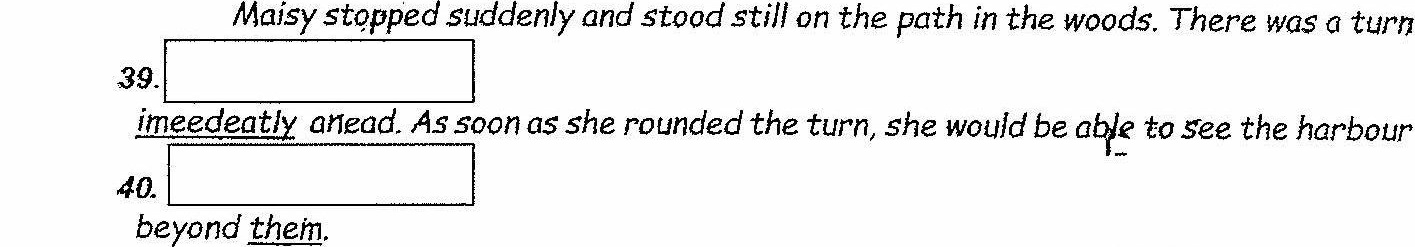 Maisy stopped suddenly and stood still on the path in the woods. There was a turn
39.
imeedeatly ahead. As soon as she rounded the turn, she would be able to see the harbour
40.
beyond them.